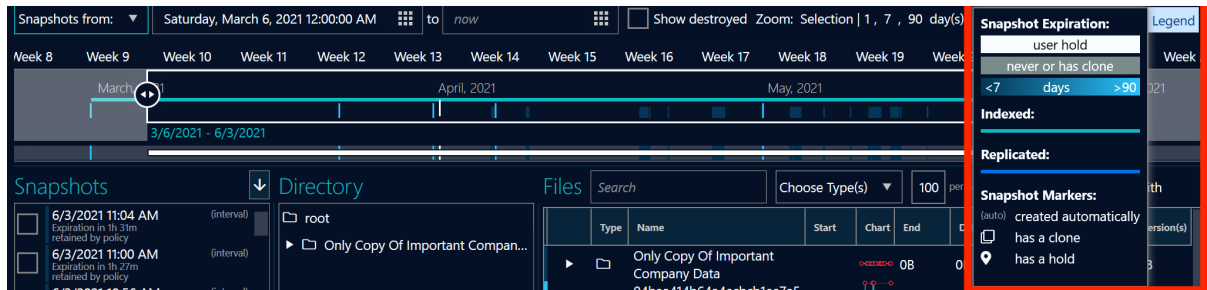 Snapshots from: Saturday, March 6, 2021 12:00:00 AM to now Show destroyed Zoom: Selection | 1 , 7 , 90 day(s)
Week 8 Week 9 Week 10 Week 11 Week 12 Week 13 Week 14 Week 15 Week 16 Week 17 Week 18 Week 19 Week
March, April, 2021 May, 2021
3/6/2021 - 6/3/2021
Snapshots
6/3/2021 11:04 AM (interval)
Expiration in 1h 31m
retained by policy
6/3/2021 11:00 AM (interval)
Expiration in 1h 27m
retained by policy
Directory
root
Only Copy Of Important Compan...
Files Search Choose Type(s) 100 per
Type Name Start Chart End
Only Copy Of Important
Company Data
0B
Legend
Snapshot Expiration:
user hold
never or has clone
<7 days >90
Indexed:
Replicated:
Snapshot Markers:
(auto) created automatically
has a clone
has a hold